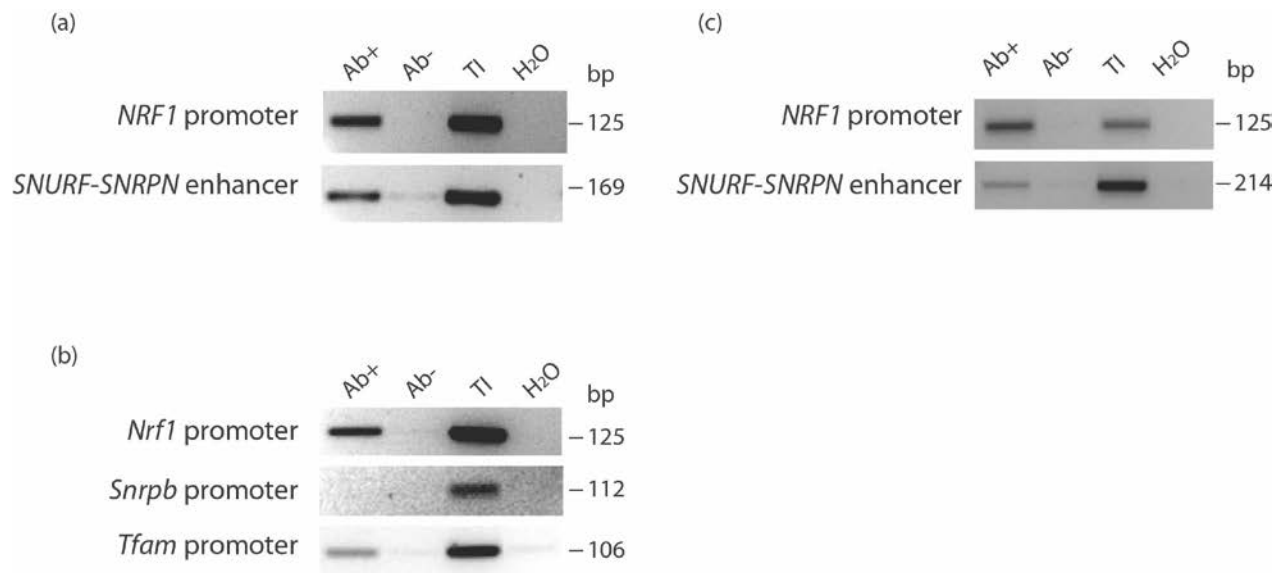 (a)
Ab+ Ab- TI H₂O
bp
NRF1 promoter
–125
SNURF-SNRPN enhancer
–169
(c)
Ab+ Ab- TI H₂O
bp
NRF1 promoter
–125
SNURF-SNRPN enhancer
–214
(b)
Ab+ Ab- TI H₂O
bp
Nrf1 promoter
–125
Snrpb promoter
–112
Tfam promoter
–106